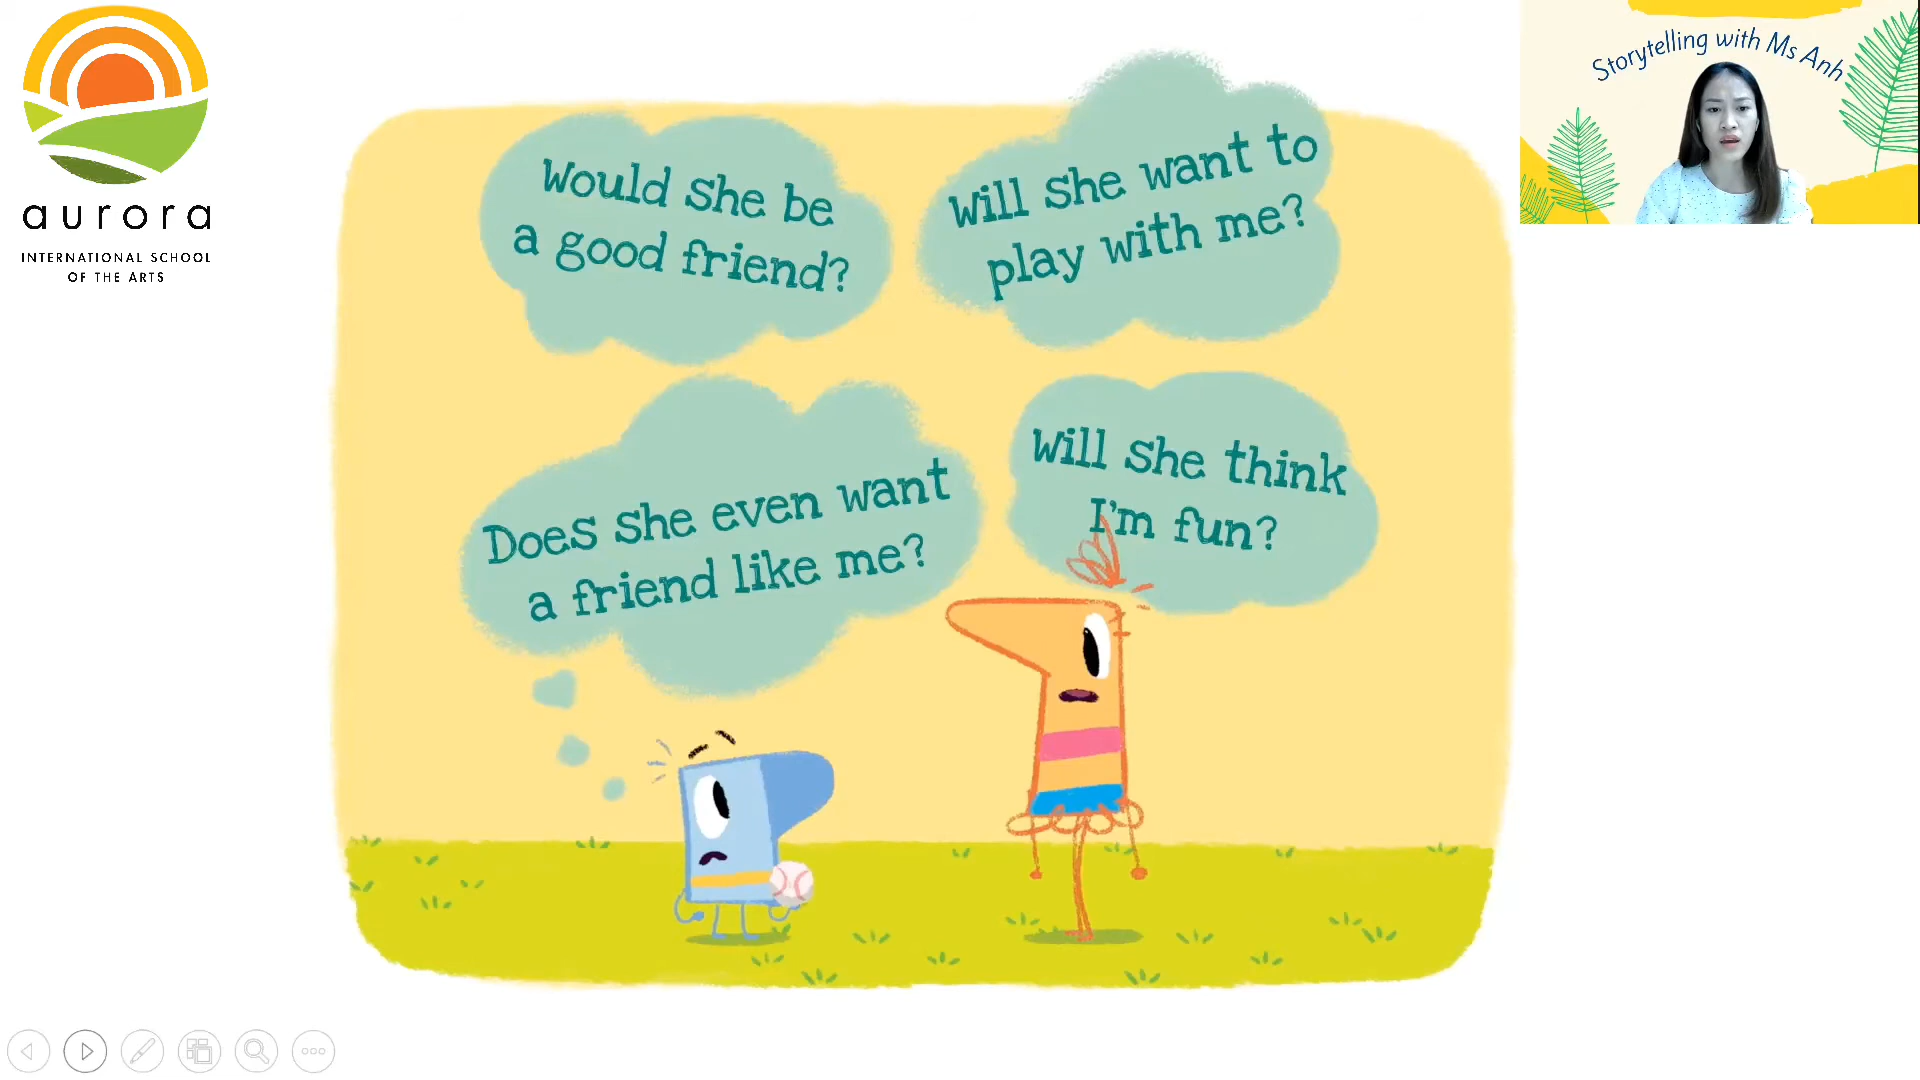 aurora
INTERNATIONAL SCHOOL
OF THE ARTS
Would she be
a good friend?
Will she want to
play with me?
Does she even want
a friend like me?
Will she think
I'm fun?
Storytelling with Ms Anh